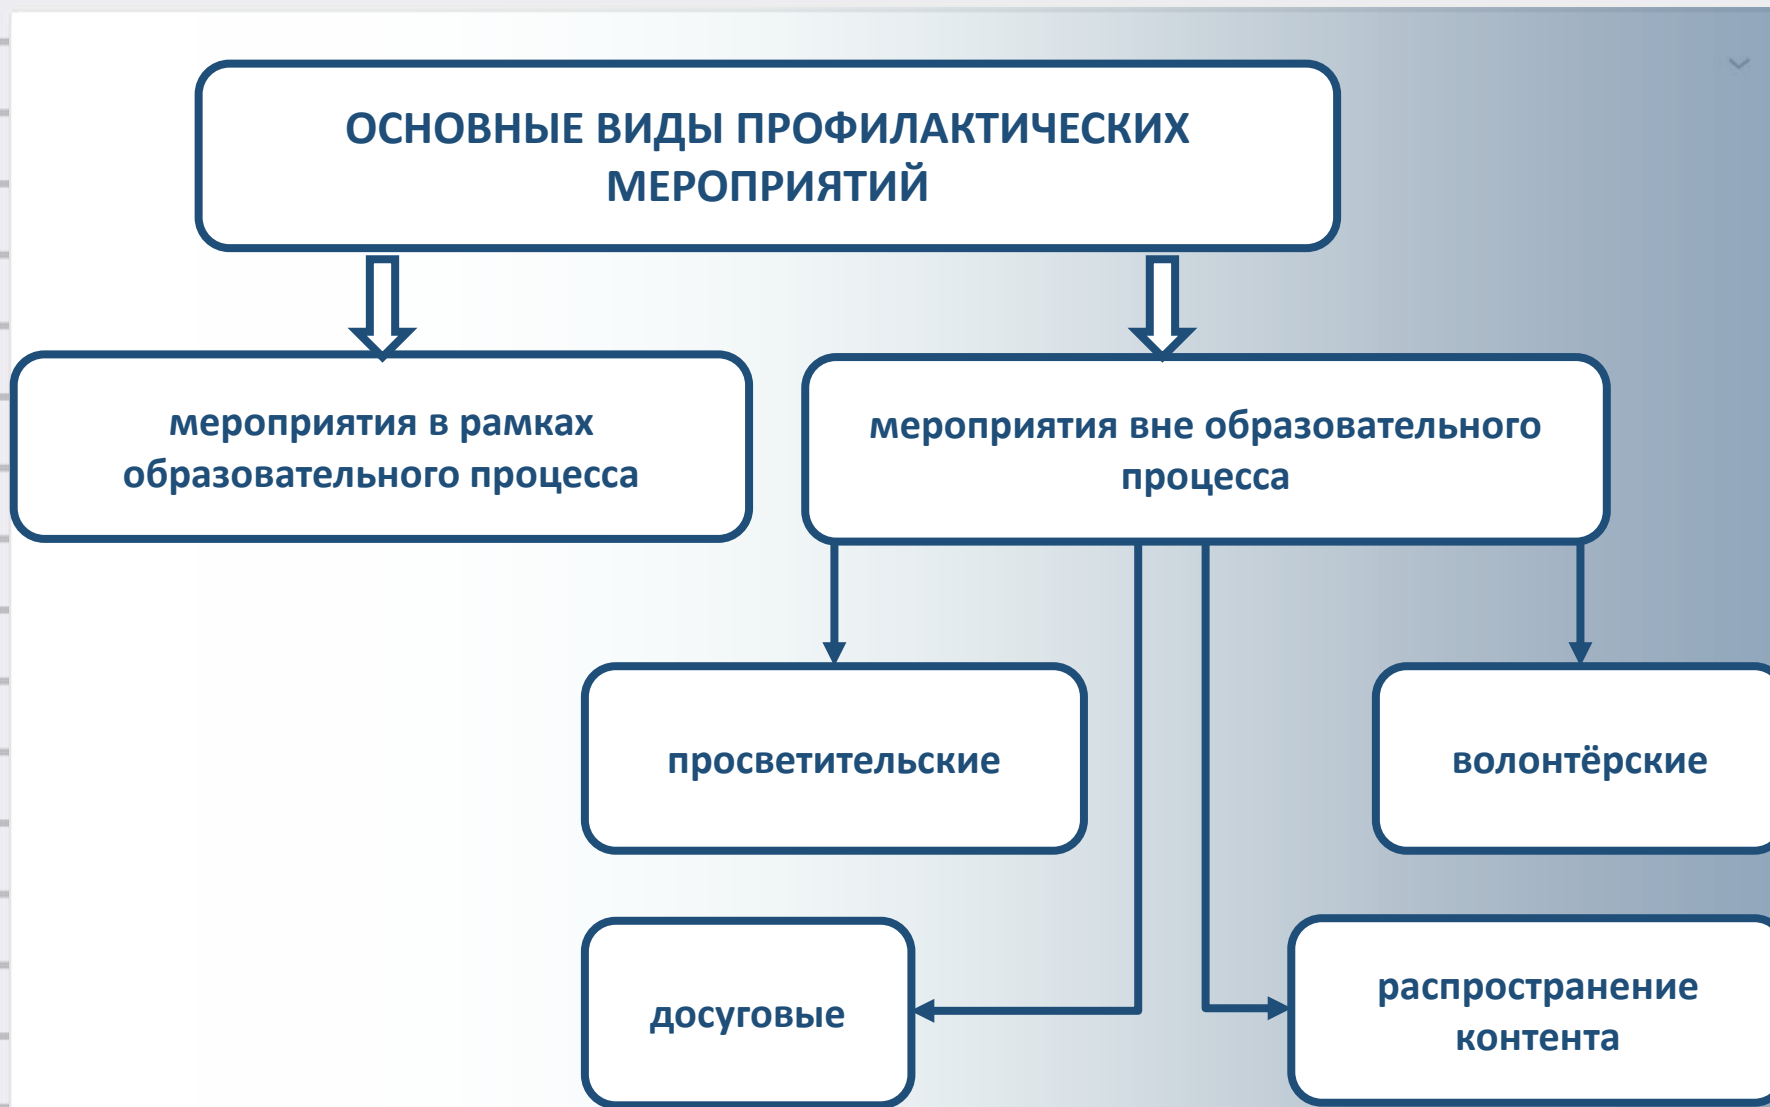 ОСНОВНЫЕ ВИДЫ ПРОФИЛАКТИЧЕСКИХ
МЕРОПРИЯТИЙ
мероприятия в рамках
образовательного процесса
мероприятия вне образовательного
процесса
просветительские
волонтёрские
досуговые
распространение
контента